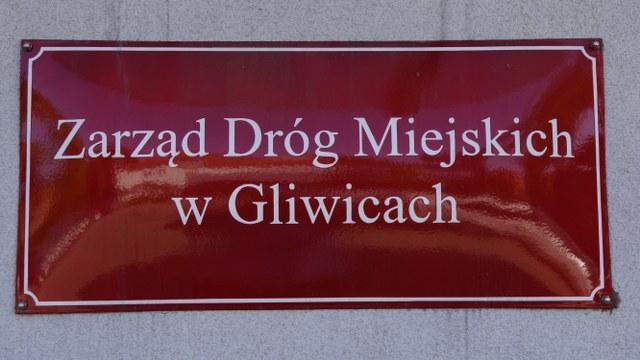 Zarząd Dróg Miejskich
w Gliwicach